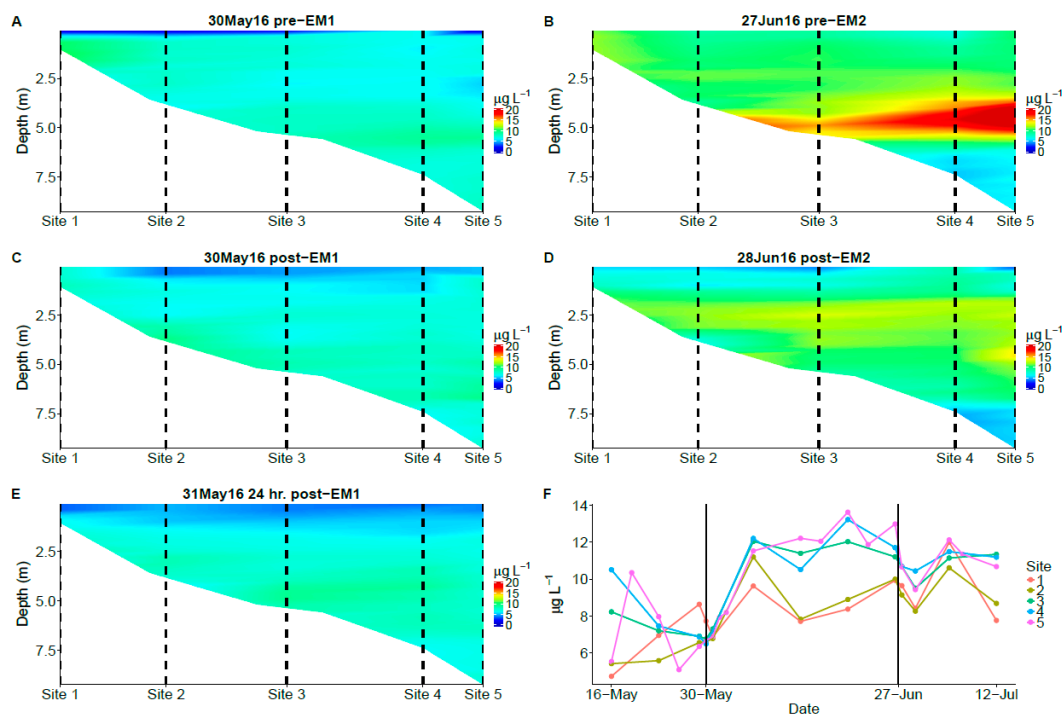 A 30May16 pre−EM1
Depth (m)
2.5
5.0
7.5
µg L−1
20
15
10
5
0
Site 1 Site 2 Site 3 Site 4 Site 5
B 27Jun16 pre−EM2
Depth (m)
2.5
5.0
7.5
µg L−1
20
15
10
5
0
Site 1 Site 2 Site 3 Site 4 Site 5
C 30May16 post−EM1
Depth (m)
2.5
5.0
7.5
µg L−1
20
15
10
5
0
Site 1 Site 2 Site 3 Site 4 Site 5
D 28Jun16 post−EM2
Depth (m)
2.5
5.0
7.5
µg L−1
20
15
10
5
0
Site 1 Site 2 Site 3 Site 4 Site 5
E 31May16 24 hr. post−EM1
Depth (m)
2.5
5.0
7.5
µg L−1
20
15
10
5
0
Site 1 Site 2 Site 3 Site 4 Site 5
F
µg L−1
14
12
10
8
6
16−May 30−May 27−Jun 12−Jul
Date
Site
1
2
3
4
5